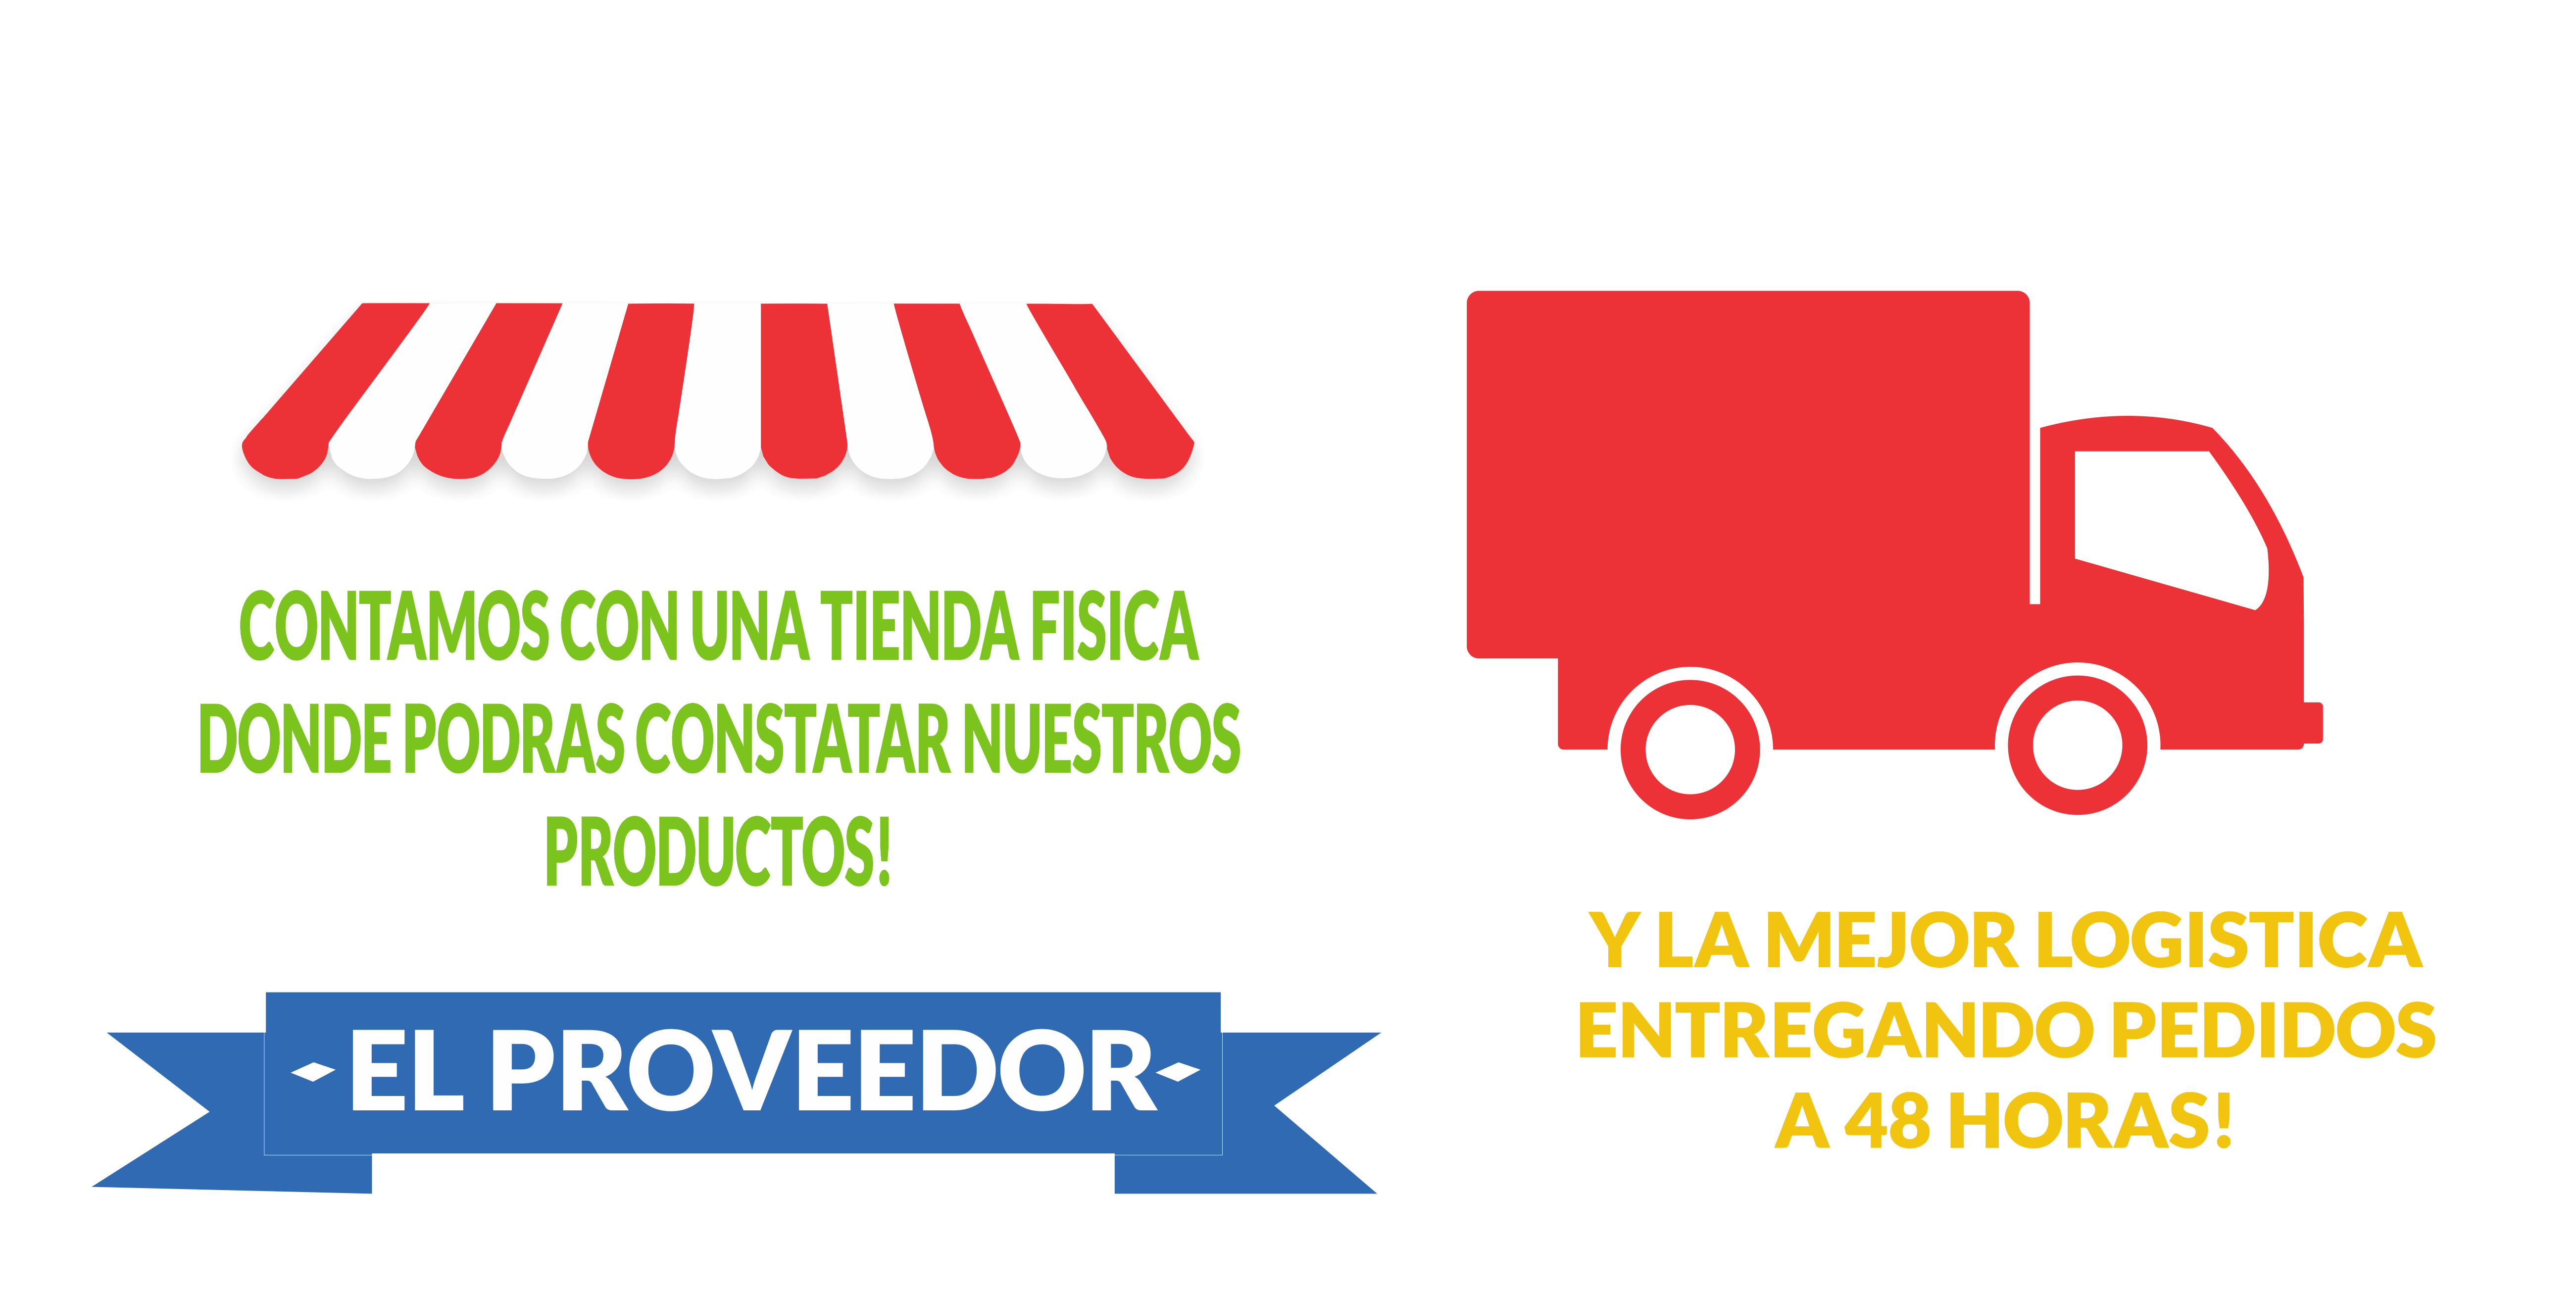 CONTAMOS CON UNA TIENDA FISICA
DONDE PODRAS CONSTATAR NUESTROS
PRODUCTOS!
EL PROVEEDOR
Y LA MEJOR LOGISTICA
ENTREGANDO PEDIDOS
A 48 HORAS!